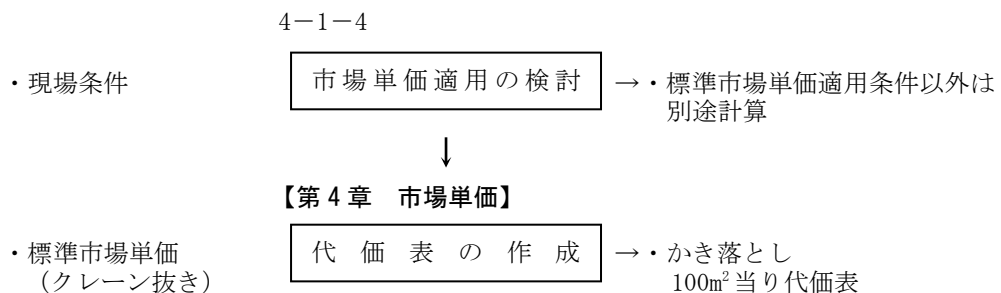 4－1－4
・現場条件 市場単価適用の検討 →・標準市場単価適用条件以外は
別途計算
↓
【第4章 市場単価】
・標準市場単価 代価表の作成 →・かき落とし
（クレーン抜き） 100m²当り代価表